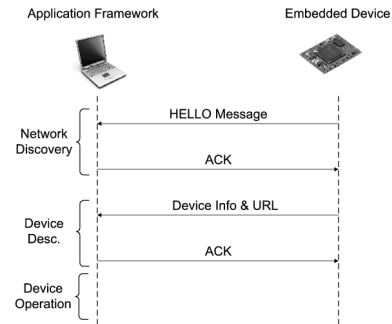 Application Framework
Embedded Device
HELLO Message
Network
Discovery
ACK
Device Info & URL
Device
Desc.
ACK
Device
Operation